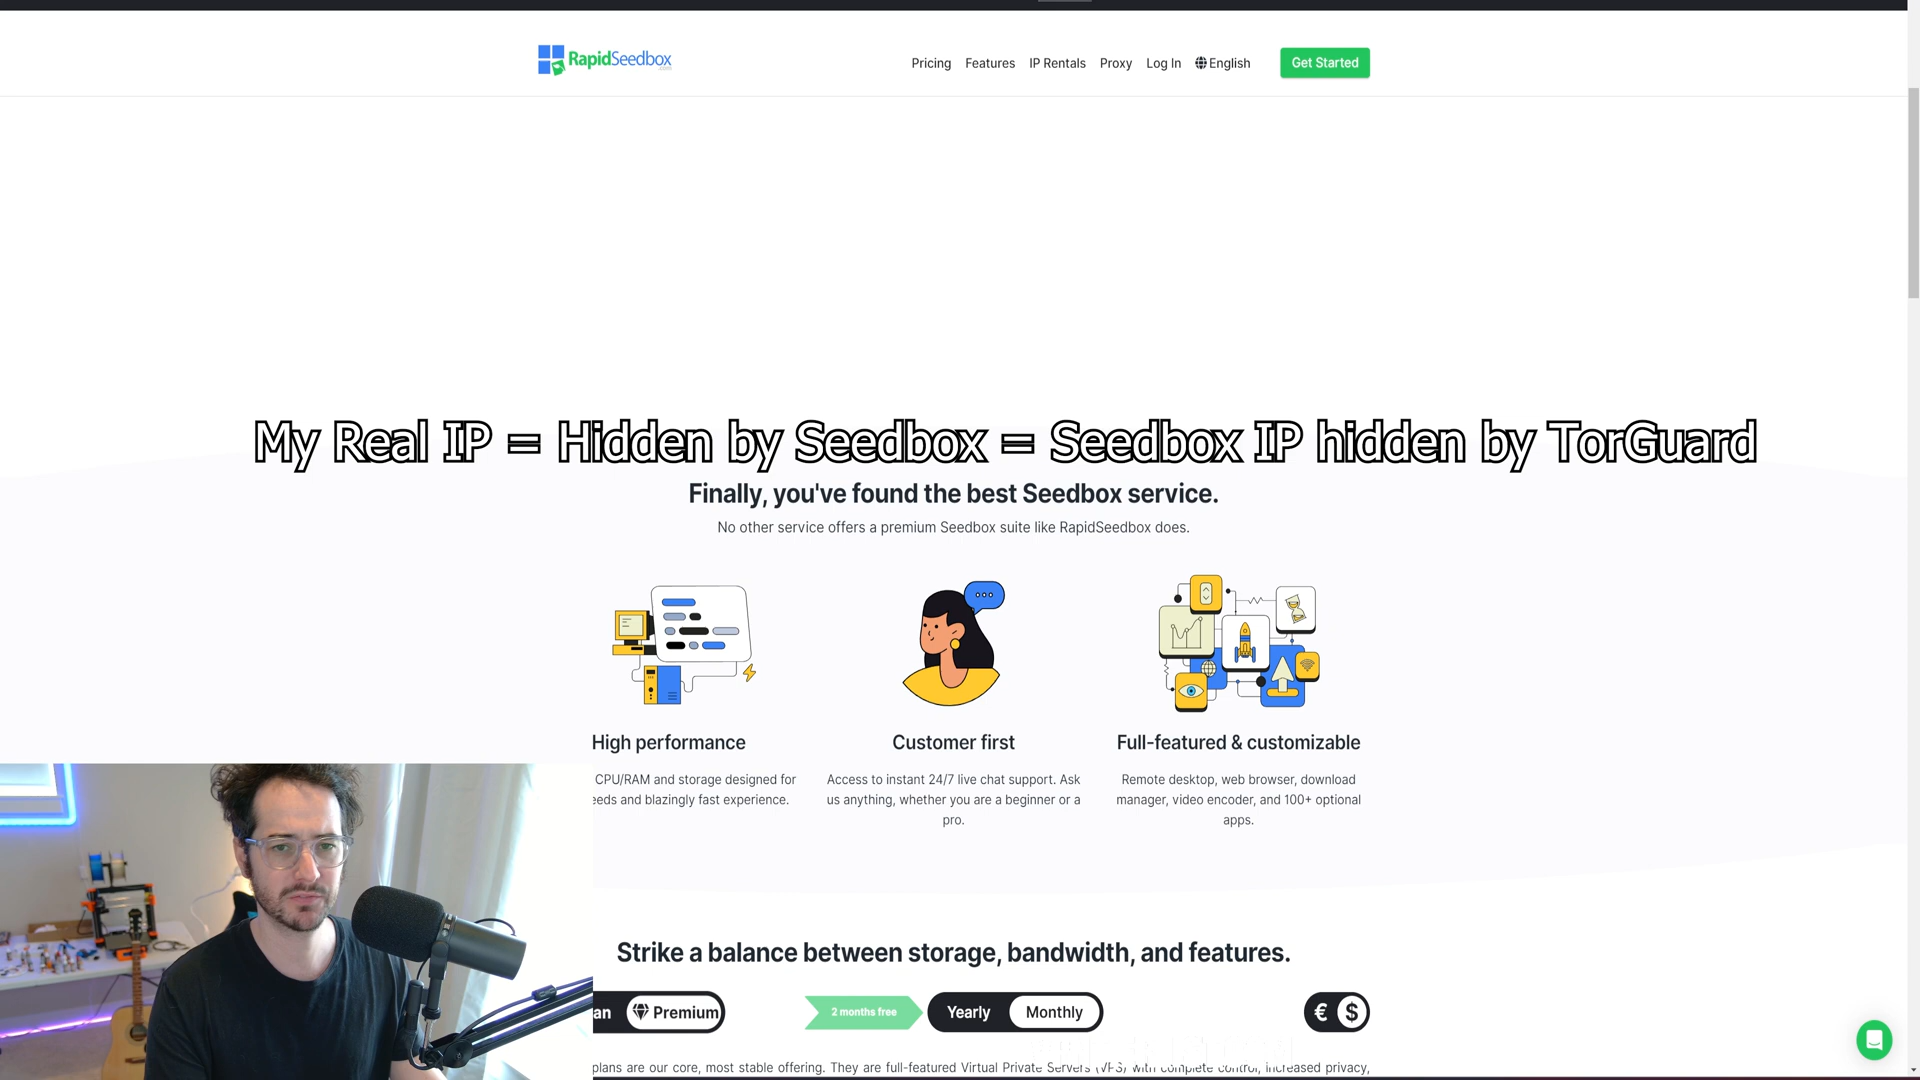 RapidSeedbox
Pricing Features IP Rentals Proxy Log In English Get Started
My Real IP = Hidden by Seedbox = Seedbox IP hidden by TorGuard
Finally, you've found the best Seedbox service.
No other service offers a premium Seedbox suite like RapidSeedbox does.
High performance
CPU/RAM and storage designed for
eeds and blazingly fast experience.
Customer first
Access to instant 24/7 live chat support. Ask
us anything, whether you are a beginner or a
pro.
Full-featured & customizable
Remote desktop, web browser, download
manager, video encoder, and 100+ optional
apps.
Strike a balance between storage, bandwidth, and features.
an Premium 2 months free Yearly Monthly € $
plans are our core, most stable offering. They are full-featured Virtual Private Servers (VPS) with complete control, increased privacy,